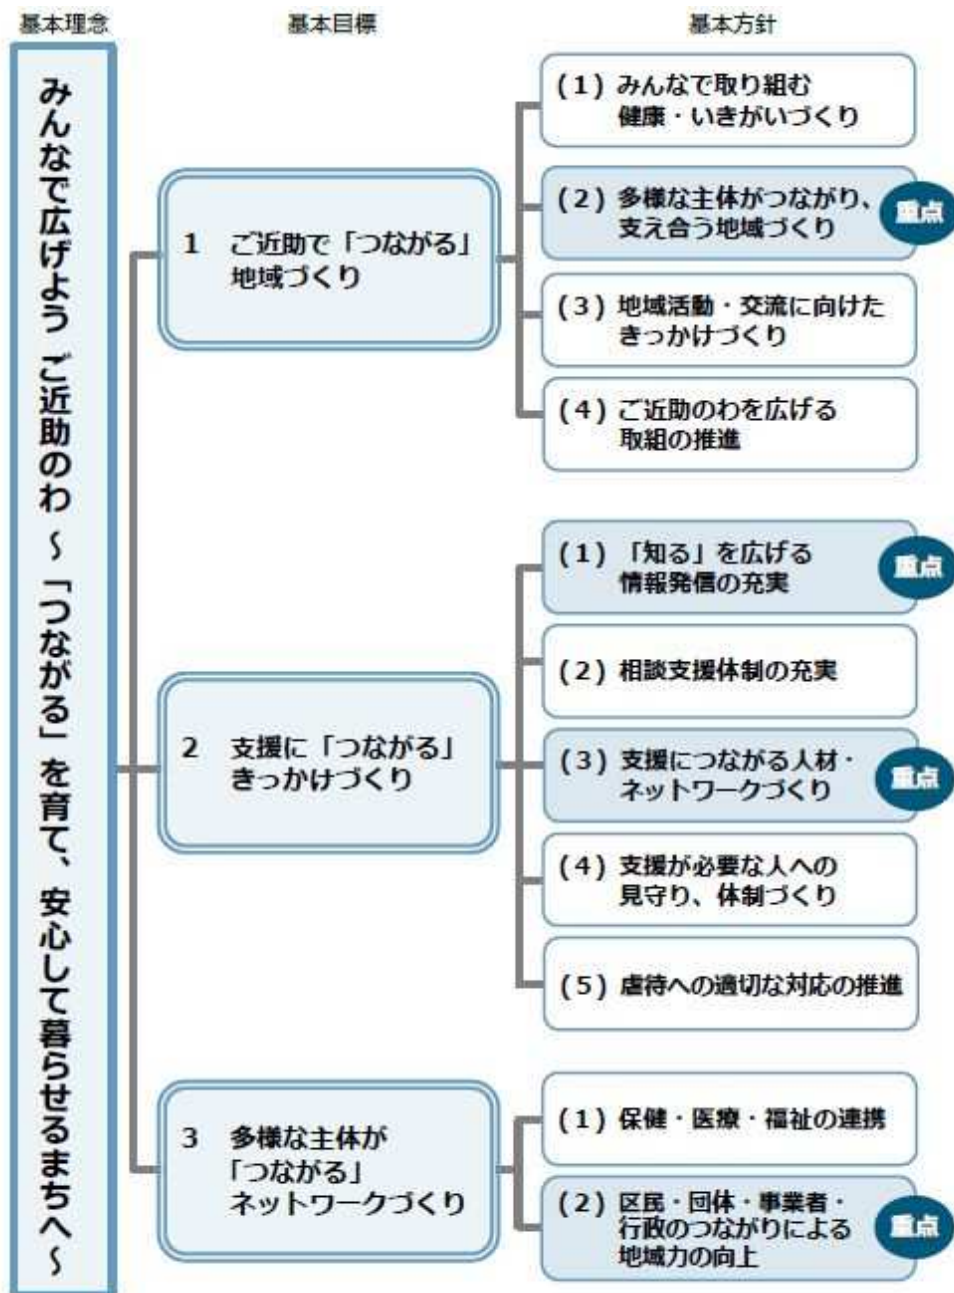 基本理念
基本目標
基本方針
みんなで広げよう ご近助のわ ～「つながる」を育て、安心して暮らせるまちへ～
1 ご近助で「つながる」
地域づくり
(1) みんなで取り組む
健康・いきがいづくり
(2) 多様な主体がつながり、
支え合う地域づくり
重点
(3) 地域活動・交流に向けた
きっかけづくり
(4) ご近助のわを広げる
取組の推進
2 支援に「つながる」
きっかけづくり
(1) 「知る」を広げる
情報発信の充実
重点
(2) 相談支援体制の充実
(3) 支援につながる人材・
ネットワークづくり
重点
(4) 支援が必要な人への
見守り、体制づくり
(5) 虐待への適切な対応の推進
3 多様な主体が
「つながる」
ネットワークづくり
(1) 保健・医療・福祉の連携
(2) 区民・団体・事業者・
行政のつながりによる
地域力の向上
重点